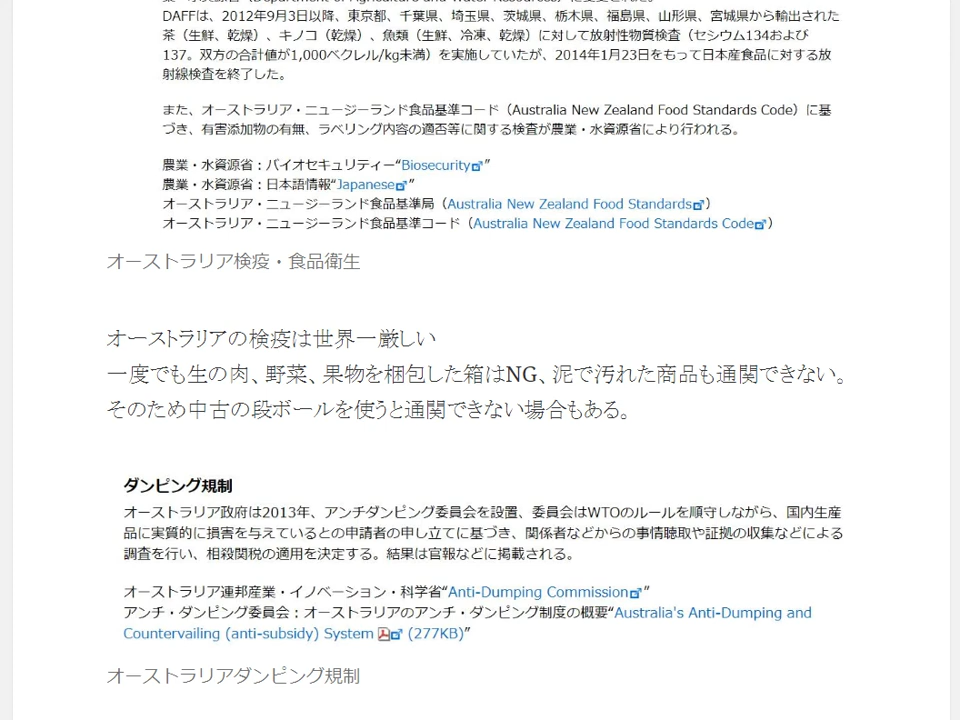 DAFFは、2012年9月3日以降、東京都、千葉県、埼玉県、茨城県、栃木県、福島県、山形県、宮城県から輸出された
茶（生鮮、乾燥）、キノコ（乾燥）、魚類（生鮮、冷凍、乾燥）に対して放射性物質検査（セシウム134および
137。双方の合計値が1,000ベクレル/kg未満）を実施していたが、2014年1月23日をもって日本産食品に対する放
射線検査を終了した。
また、オーストラリア・ニュージーランド食品基準コード（Australia New Zealand Food Standards Code）に基
づき、有害添加物の有無、ラベリング内容の適否等に関する検査が農業・水資源省により行われる。
農業・水資源省：バイオセキュリティー“Biosecurity”
農業・水資源省：日本語情報“Japanese”
オーストラリア・ニュージーランド食品基準局（Australia New Zealand Food Standards）
オーストラリア・ニュージーランド食品基準コード（Australia New Zealand Food Standards Code）
オーストラリア検疫・食品衛生
オーストラリアの検疫は世界一厳しい
一度でも生の肉、野菜、果物を梱包した箱はNG、泥で汚れた商品も通関できない。
そのため中古の段ボールを使うと通関できない場合もある。
ダンピング規制
オーストラリア政府は2013年、アンチダンピング委員会を設置、委員会はWTOのルールを順守しながら、国内生産
品に実質的に損害を与えているとの申請者の申し立てに基づき、関係者などからの事情聴取や証拠の収集などによる
調査を行い、相殺関税の適用を決定する。結果は官報などに掲載される。
オーストラリア連邦産業・イノベーション・科学省“Anti-Dumping Commission”
アンチ・ダンピング委員会：オーストラリアのアンチ・ダンピング制度の概要“Australia's Anti-Dumping and
Countervailing (anti-subsidy) System (277KB)”
オーストラリアダンピング規制